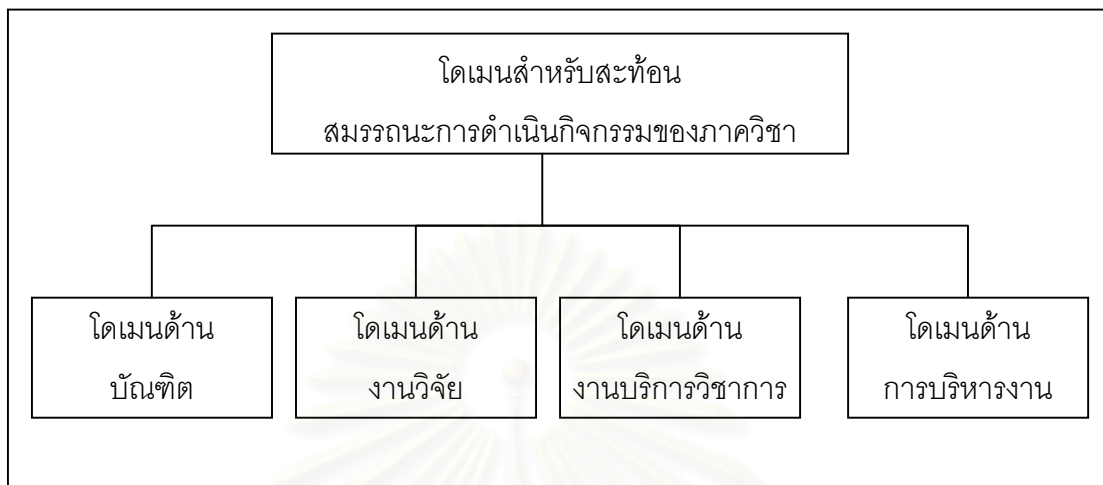 โดเมนสำหรับสะท้อน
สมรรถนะการดำเนินกิจกรรมของภาควิชา
โดเมนด้าน
บัณฑิต
โดเมนด้าน
งานวิจัย
โดเมนด้าน
งานบริการวิชาการ
โดเมนด้าน
การบริหารงาน